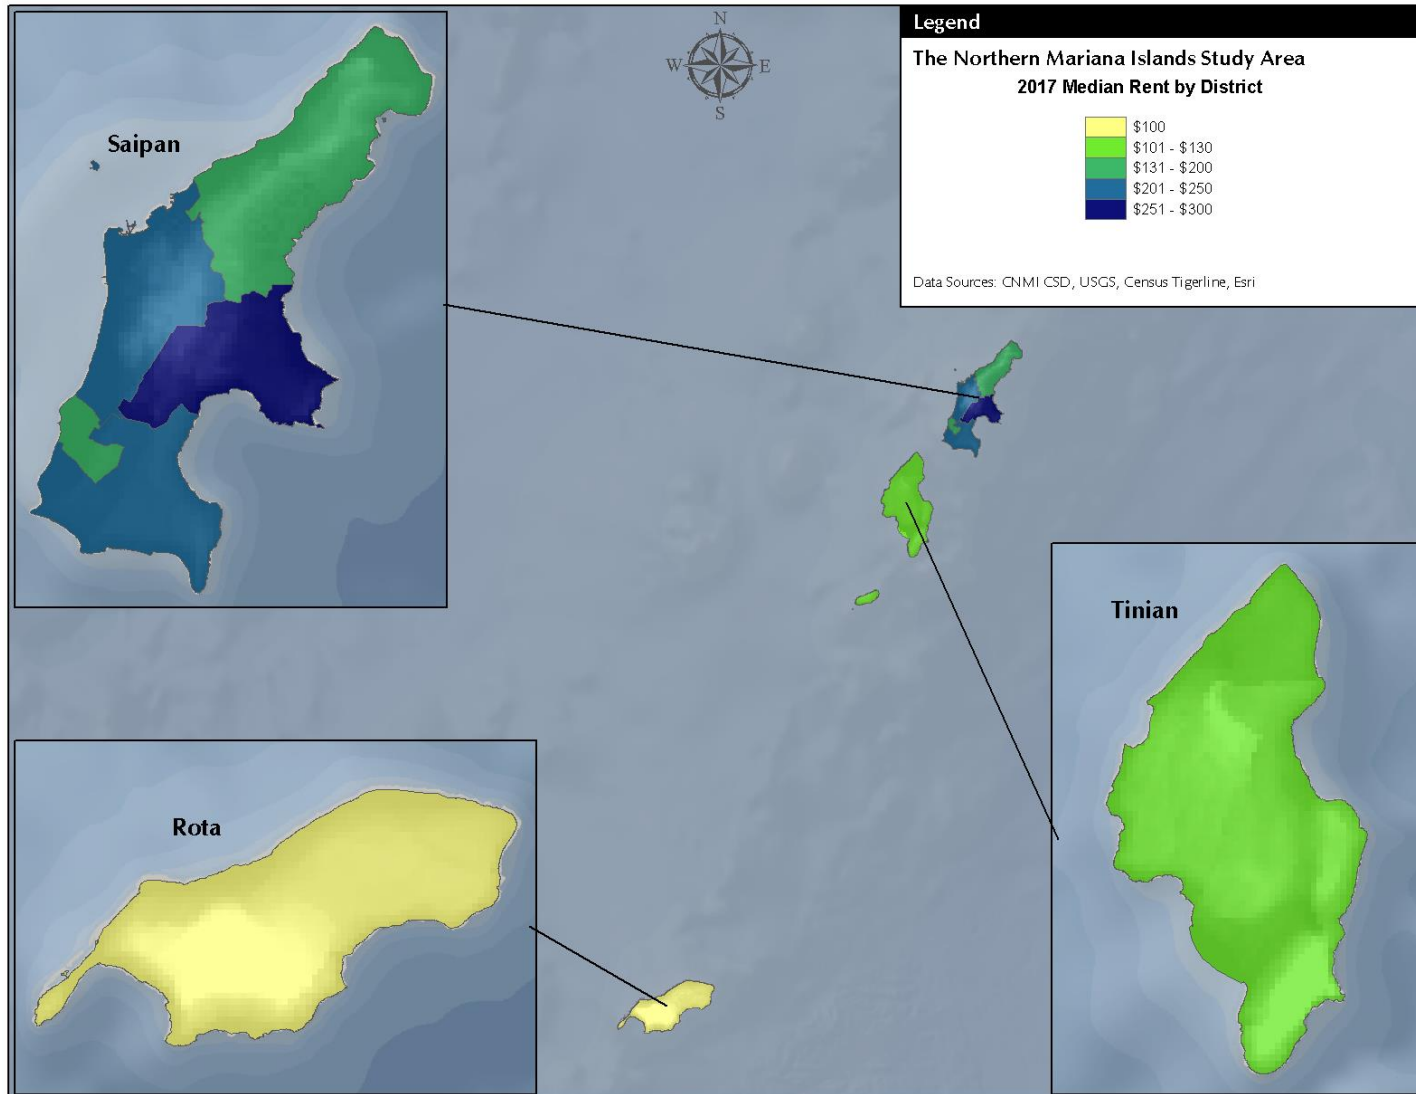 Legend
The Northern Mariana Islands Study Area
2017 Median Rent by District
$100
$101 - $130
$131 - $200
$201 - $250
$251 - $300
Data Sources: CNMI CSD, USGS, Census Tigerline, Esri
N
W E
S
Saipan
Tinian
Rota